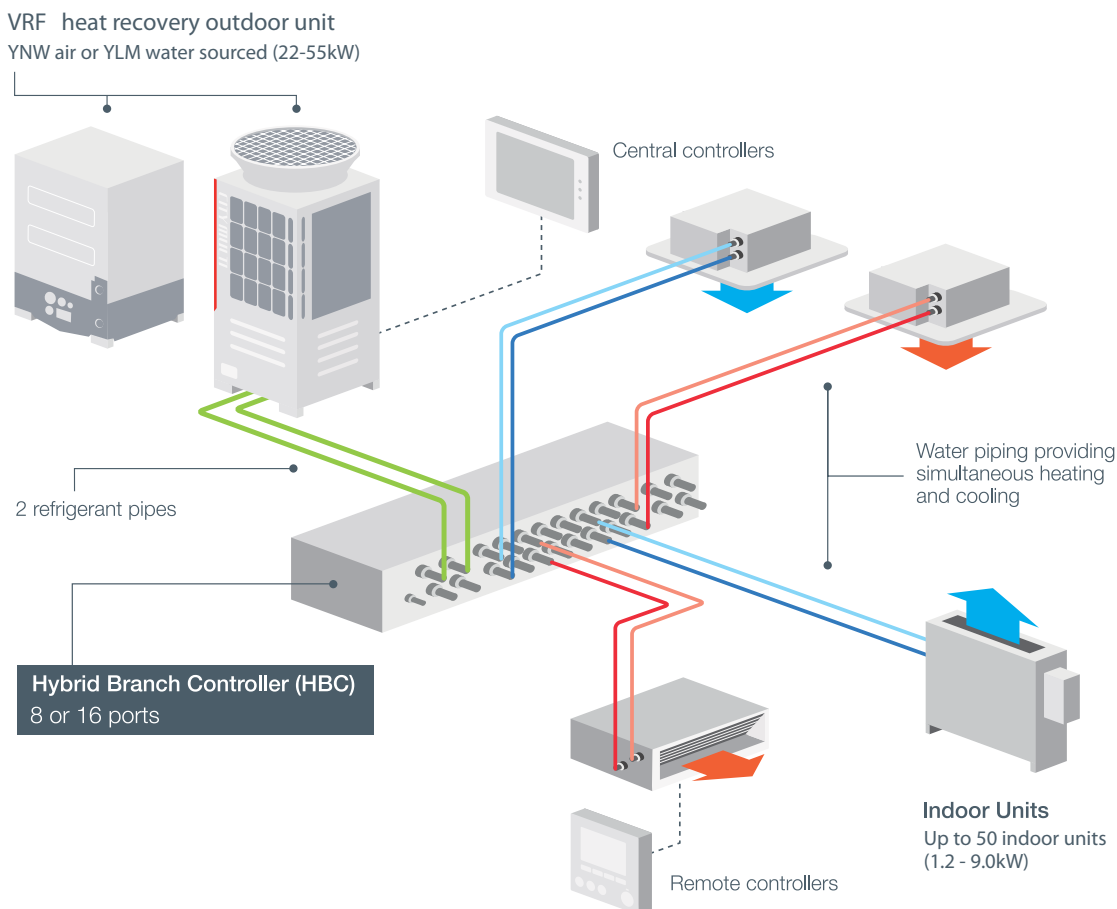 VRF heat recovery outdoor unit
YNW air or YLM water sourced (22-55kW)
Central controllers
Water piping providing
simultaneous heating
and cooling
2 refrigerant pipes
Hybrid Branch Controller (HBC)
8 or 16 ports
Indoor Units
Up to 50 indoor units
(1.2 - 9.0kW)
Remote controllers